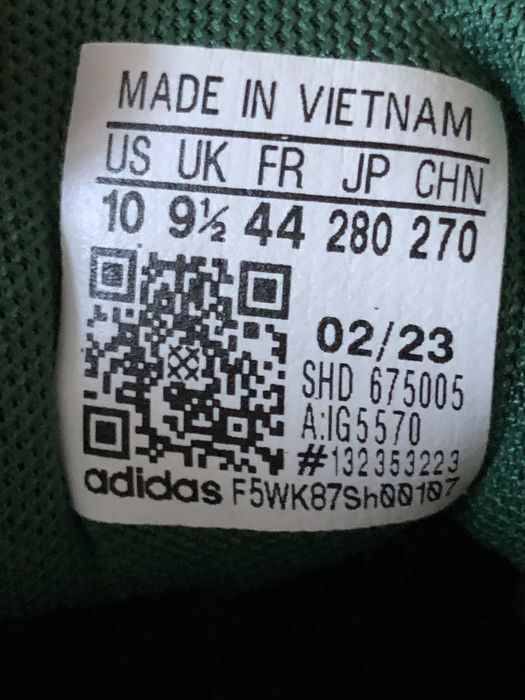 MADE IN VIETNAM
US UK FR JP CHN
10 9½ 44 280 270
02/23
SHD 675005
A:IG5570
#132353223
adidas F5WK87Sh00107